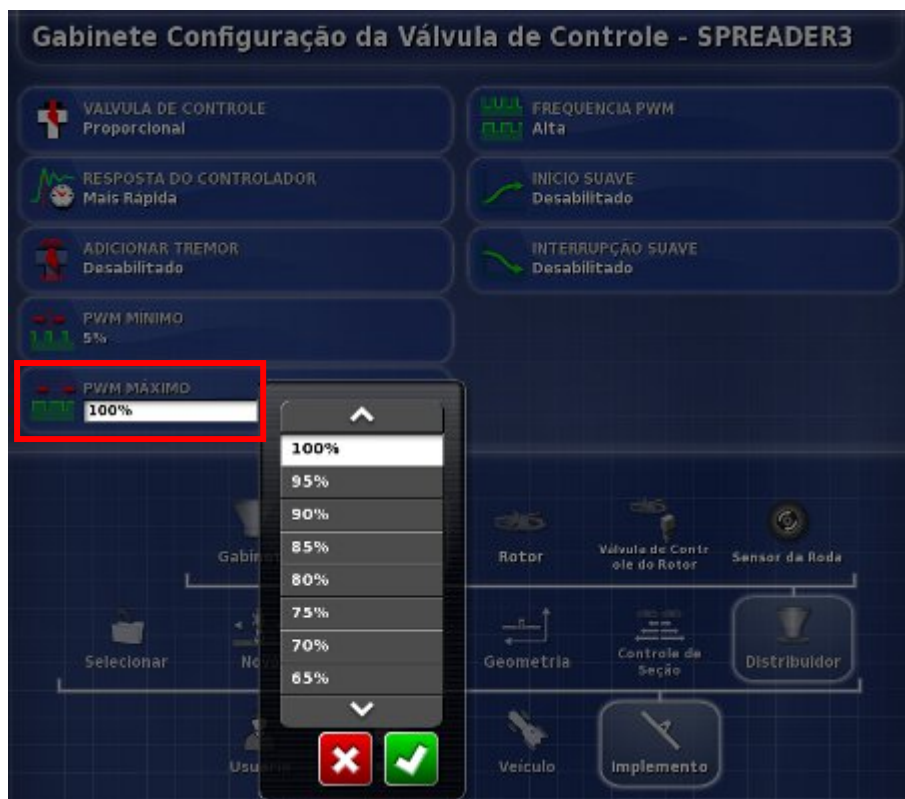 Gabinete Configuração da Válvula de Controle - SPREADER3
VALVULA DE CONTROLE
Proporcional
FREQUENCIA PWM
Alta
RESPOSTA DO CONTROLADOR
Mais Rápida
INICIO SUAVE
Desabilitado
ADICIONAR TREMOR
Desabilitado
INTERRUPÇÃO SUAVE
Desabilitado
PWM MINIMO
5%
PWM MÁXIMO
100%
100%
95%
90%
85%
80%
75%
70%
65%
Rotor
Válvula de Contr
ole do Rotor
Sensor da Roda
Selecionar
Geometria
Controle de
Seção
Distribuidor
Veículo
Implemento